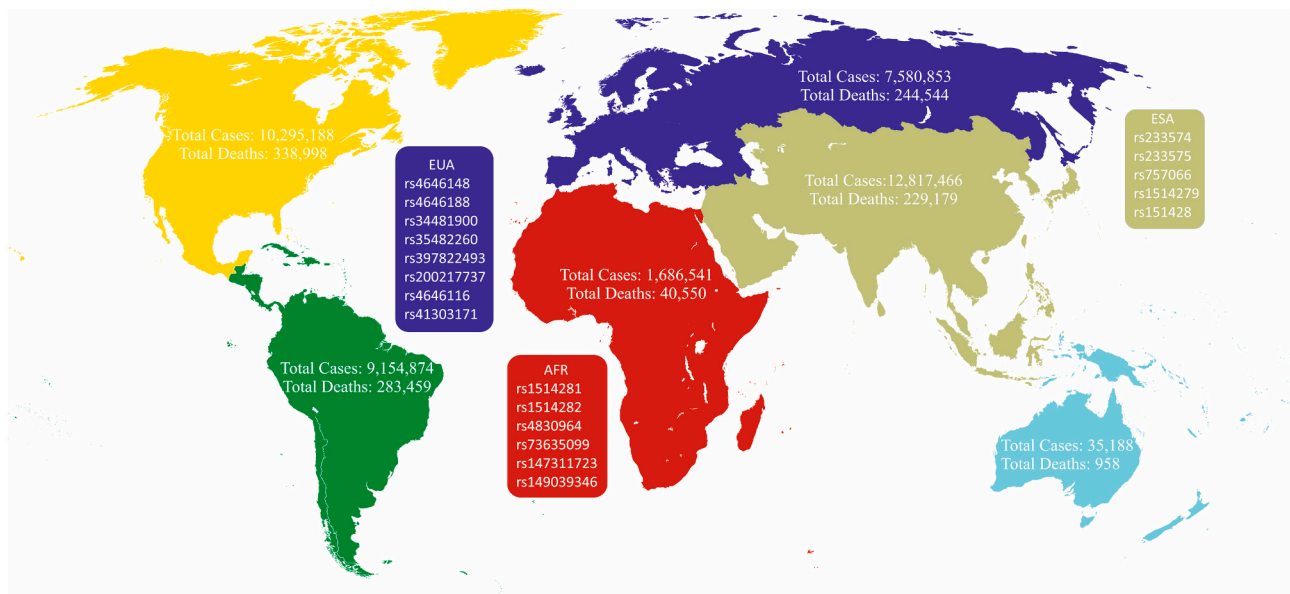 Total Cases: 7,580,853
Total Deaths: 244,544
Total Cases: 10,295,188
Total Deaths: 338,998
EUA
rs4646148
rs4646188
rs34481900
rs35482260
rs397822493
rs200217737
rs4646116
rs41303171
Total Cases:12,817,466
Total Deaths: 229,179
ESA
rs233574
rs233575
rs757066
rs1514279
rs151428
Total Cases: 1,686,541
Total Deaths: 40,550
Total Cases: 9,154,874
Total Deaths: 283,459
AFR
rs1514281
rs1514282
rs4830964
rs73635099
rs147311723
rs149039346
Total Cases: 35,188
Total Deaths: 958